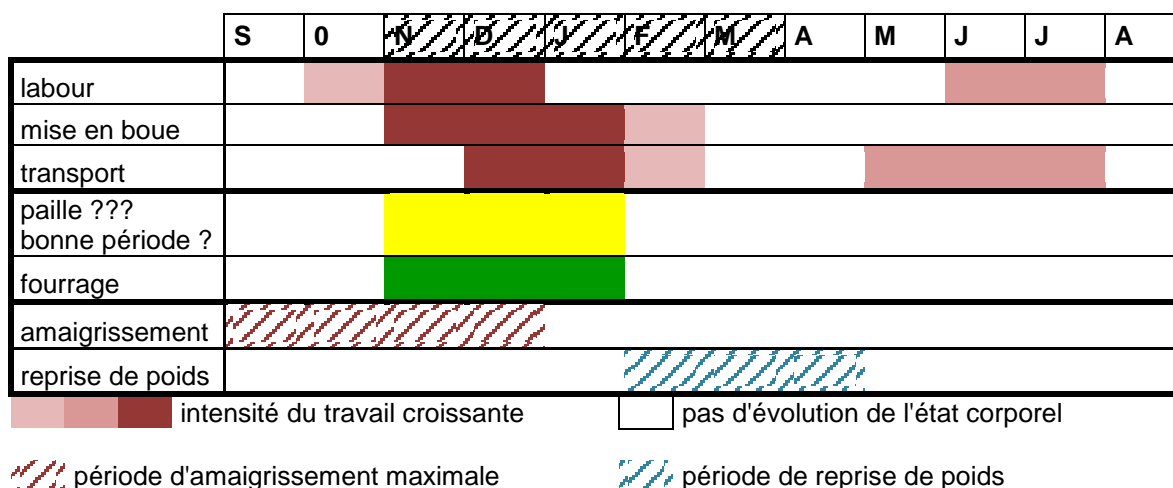 S 0 N D J F M A M J J A
labour
mise en boue
transport
paille ???
bonne période ?
fourrage
amaigrissement
reprise de poids
intensité du travail croissante pas d'évolution de l'état corporel
période d'amaigrissement maximale période de reprise de poids